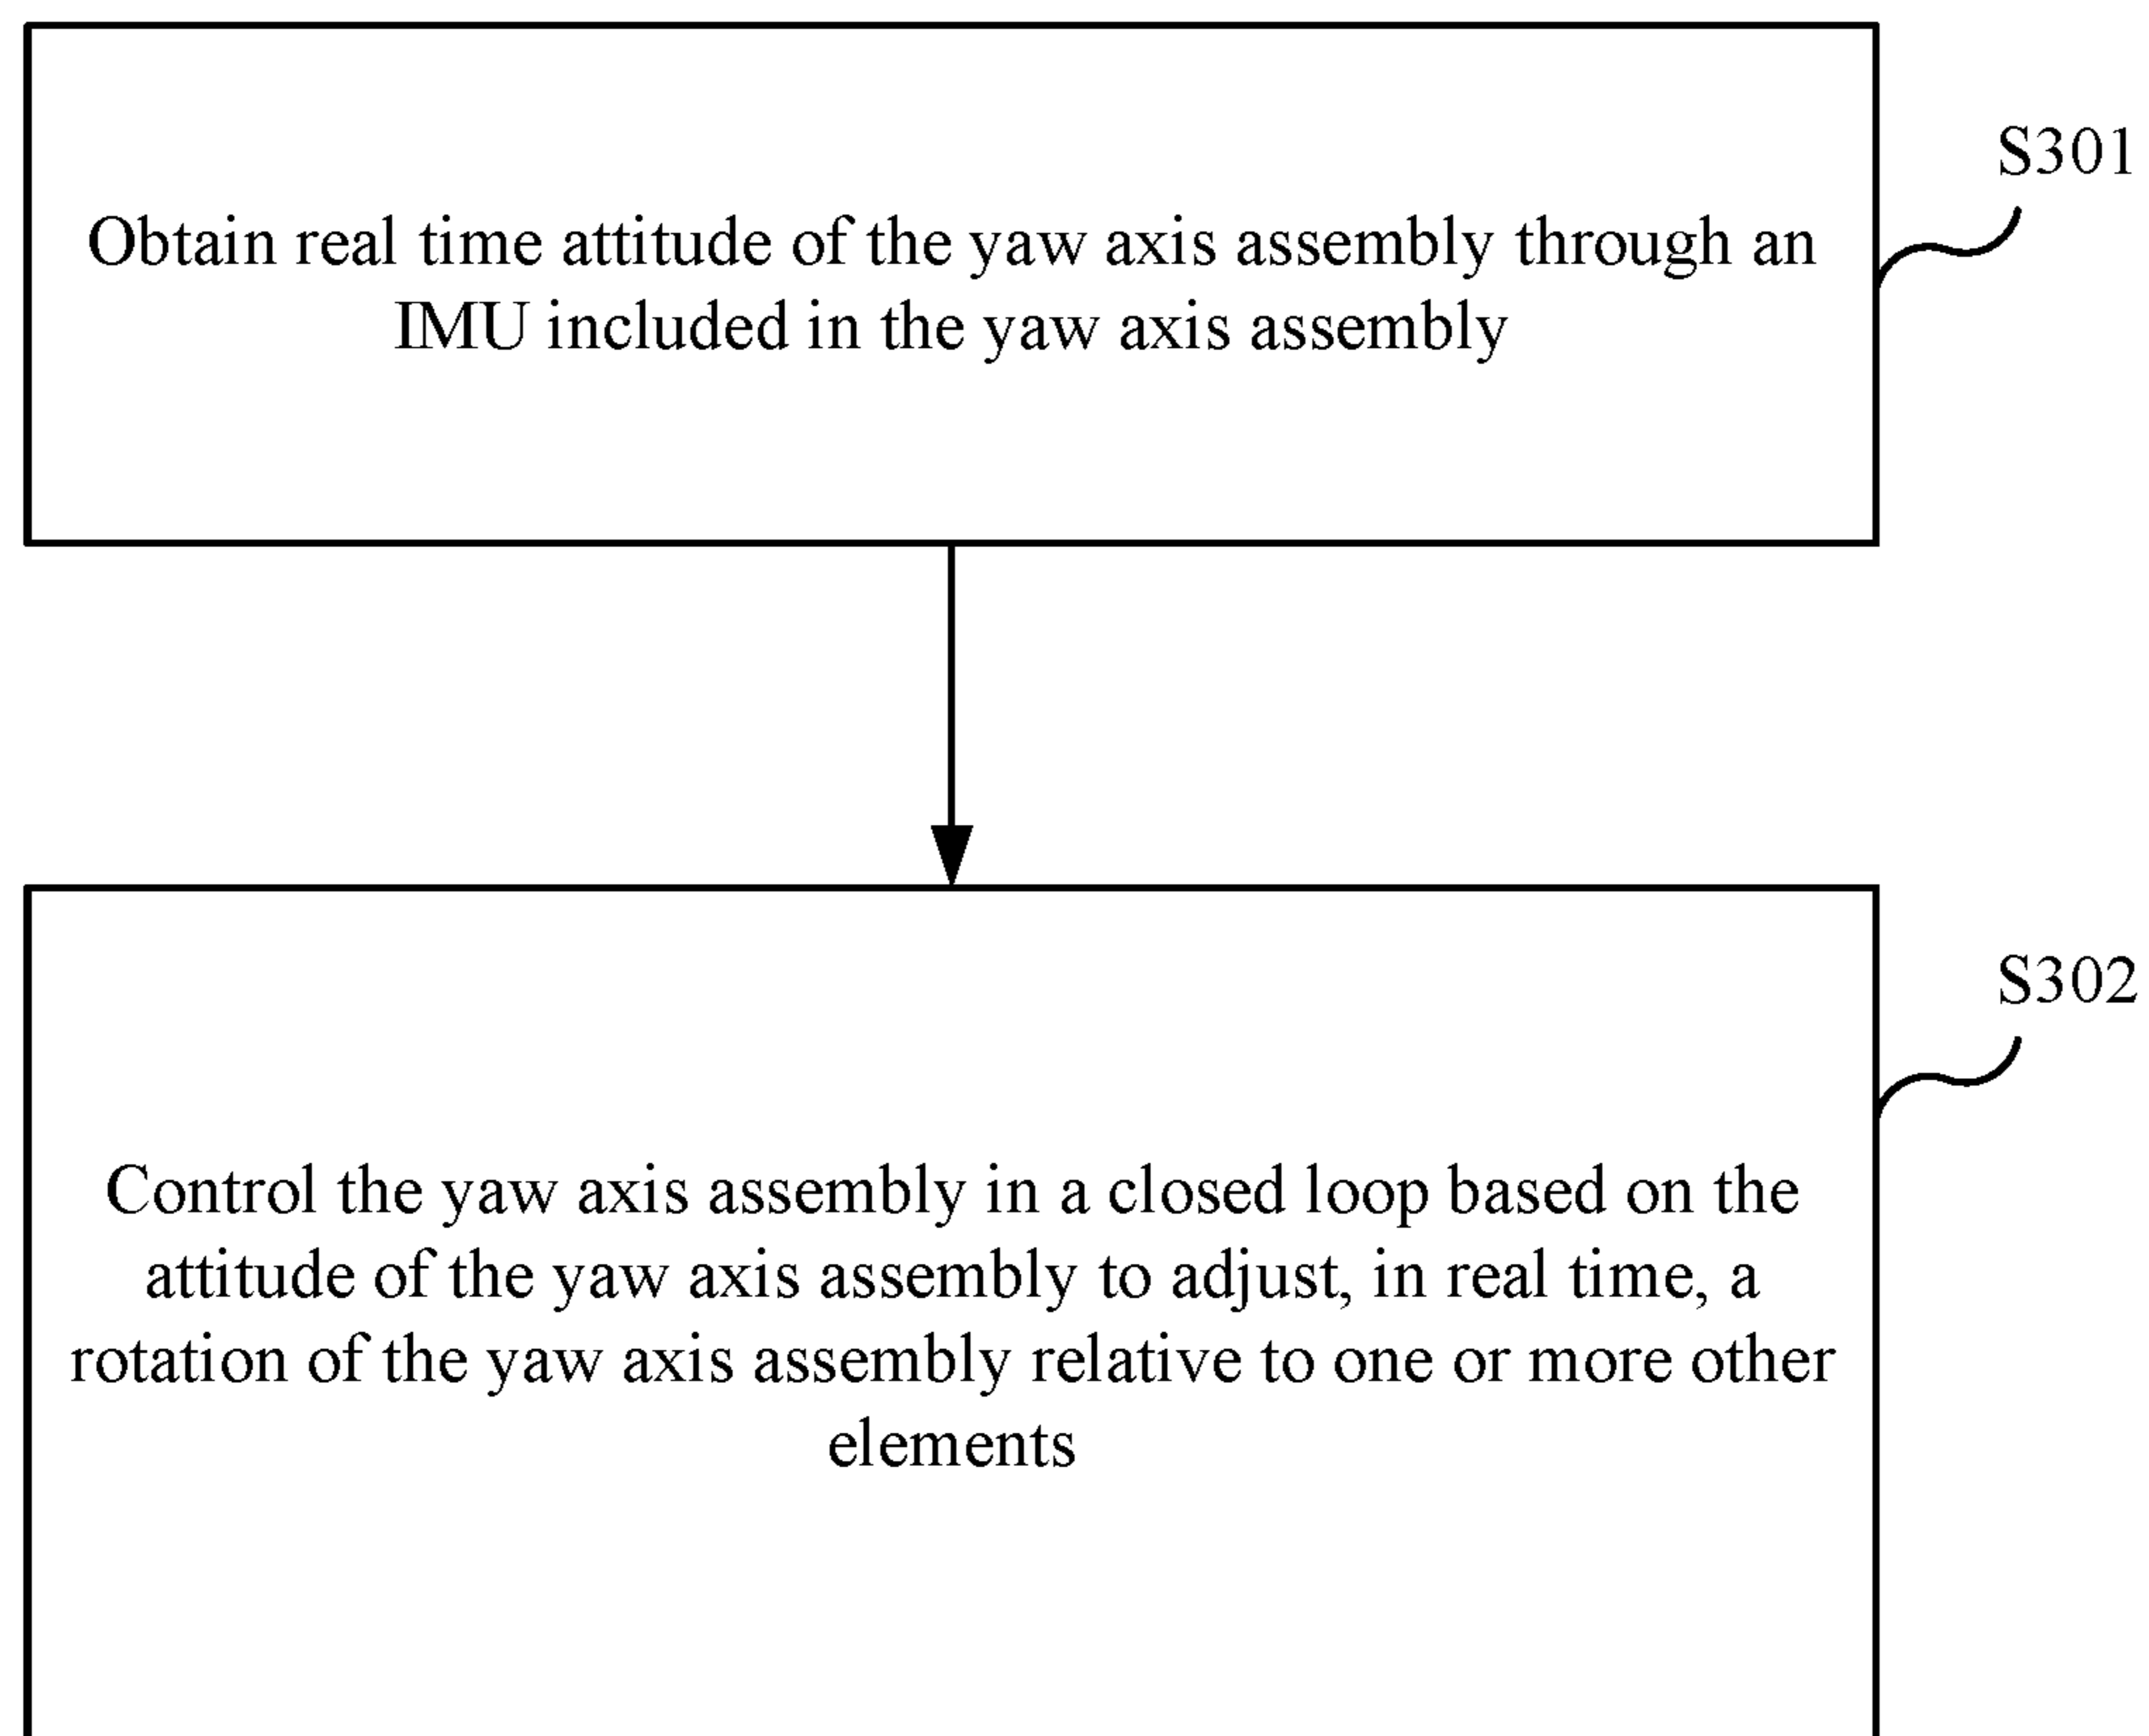 S301
Obtain real time attitude of the yaw axis assembly through an
IMU included in the yaw axis assembly
S302
Control the yaw axis assembly in a closed loop based on the
attitude of the yaw axis assembly to adjust, in real time, a
rotation of the yaw axis assembly relative to one or more other
elements